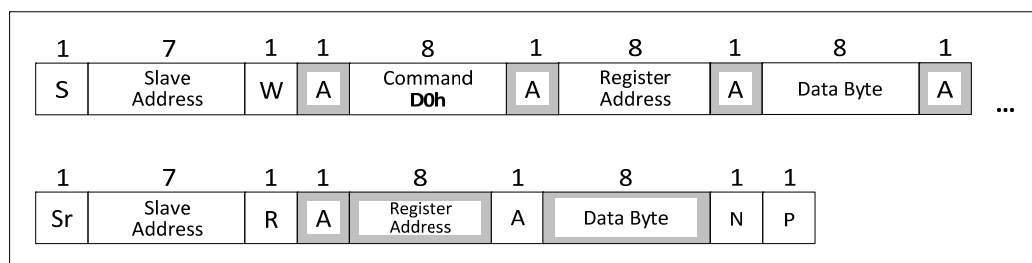 1 7 1 1 8 1 8 1 8 1
S Slave Address W A Command D0h A Register Address A Data Byte A ...
1 7 1 1 8 1 8 1 1
Sr Slave Address R A Register Address A Data Byte N P